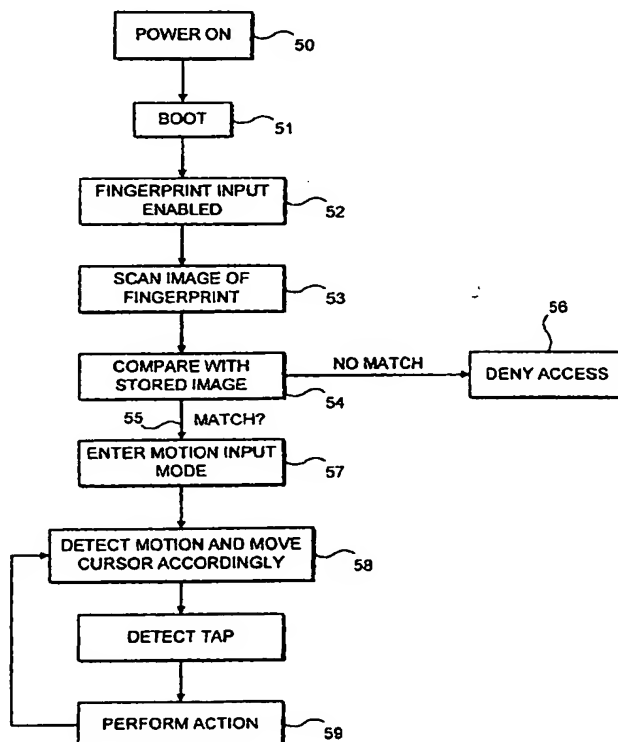 POWER ON
50
BOOT
51
FINGERPRINT INPUT
ENABLED
52
SCAN IMAGE OF
FINGERPRINT
53
COMPARE WITH
STORED IMAGE
54
NO MATCH
56
DENY ACCESS
55
MATCH?
ENTER MOTION INPUT
MODE
57
DETECT MOTION AND MOVE
CURSOR ACCORDINGLY
58
DETECT TAP
PERFORM ACTION
59